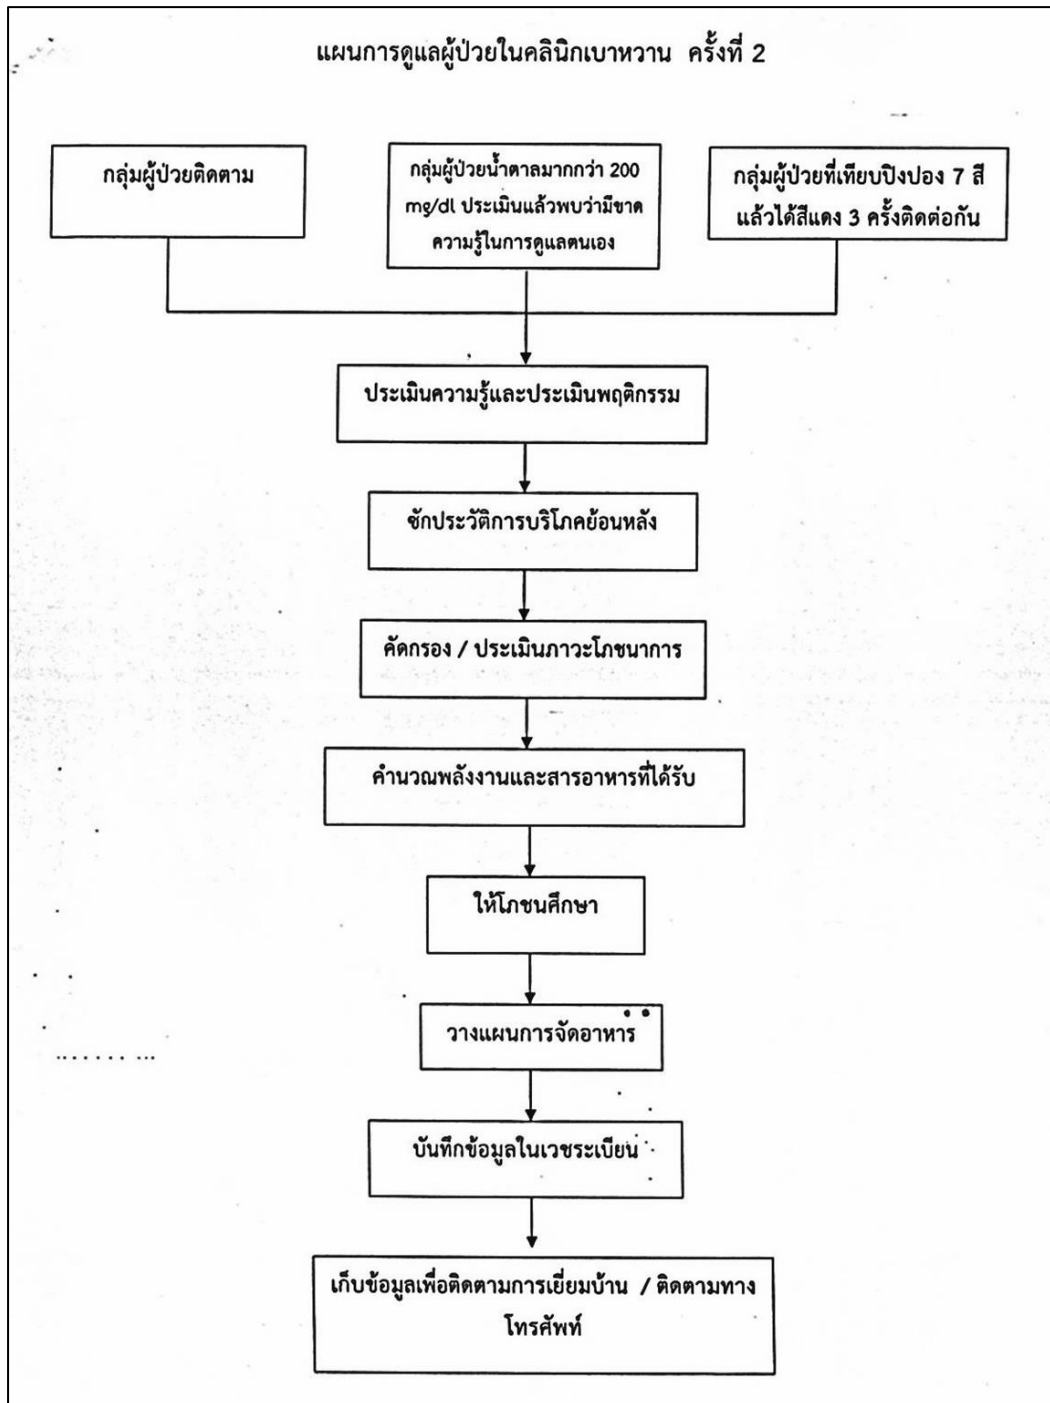 แผนการดูแลผู้ป่วยในคลินิกเบาหวาน ครั้งที่ 2
กลุ่มผู้ป่วยติดตาม
กลุ่มผู้ป่วยน้ำตาลมากกว่า 200
mg/dl ประเมินแล้วพบว่ามีขาด
ความรู้ในการดูแลตนเอง
กลุ่มผู้ป่วยที่เทียบปิงปอง 7 สี
แล้วได้สีแดง 3 ครั้งติดต่อกัน
ประเมินความรู้และประเมินพฤติกรรม
ซักประวัติการบริโภคย้อนหลัง
คัดกรอง / ประเมินภาวะโภชนาการ
คำนวณพลังงานและสารอาหารที่ได้รับ
ให้โภชนศึกษา
วางแผนการจัดอาหาร
บันทึกข้อมูลในเวชระเบียน
เก็บข้อมูลเพื่อติดตามการเยี่ยมบ้าน / ติดตามทาง
โทรศัพท์